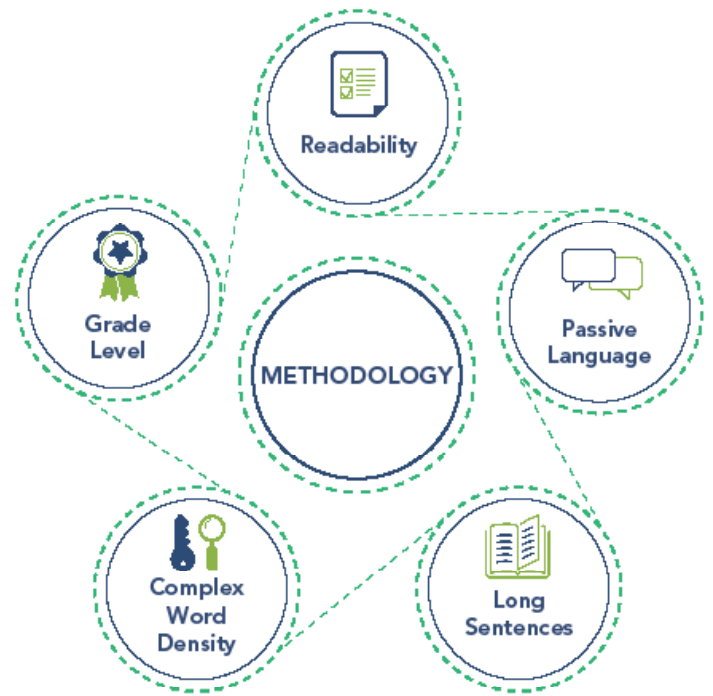 Readability
Passive
Language
Grade
Level
METHODOLOGY
Complex
Word
Density
Long
Sentences